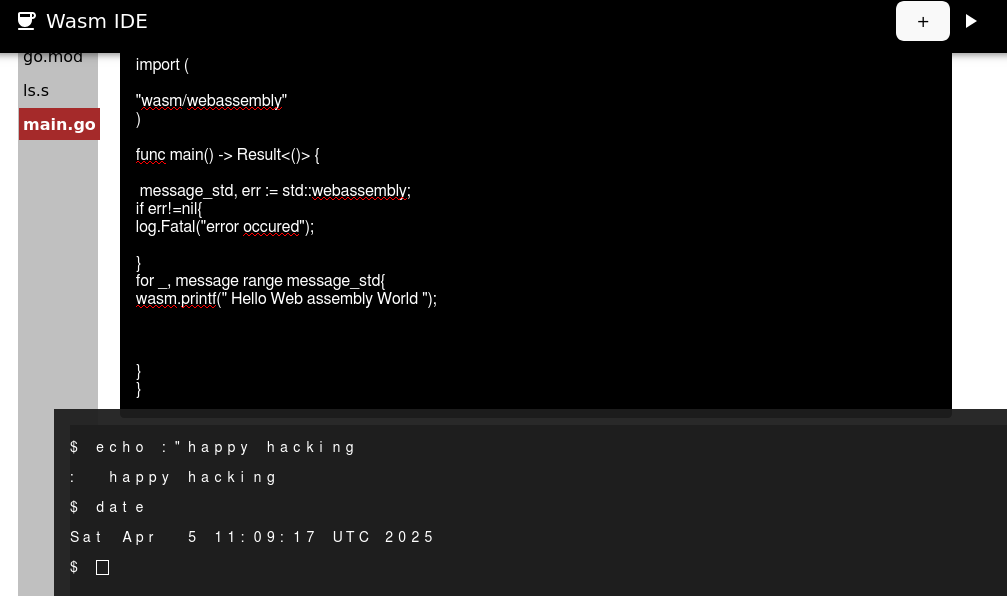 Wasm IDE
+
go.mod
ls.s
main.go
import (
"wasm/webassembly"
)
func main() -> Result<()> {
message_std, err := std::webassembly;
if err!=nil{
log.Fatal("error occured");
}
for _, message range message_std{
wasm.printf(" Hello Web assembly World ");
}
}
$ echo :"happy hacking
: happy hacking
$ date
Sat Apr 5 11:09:17 UTC 2025
$